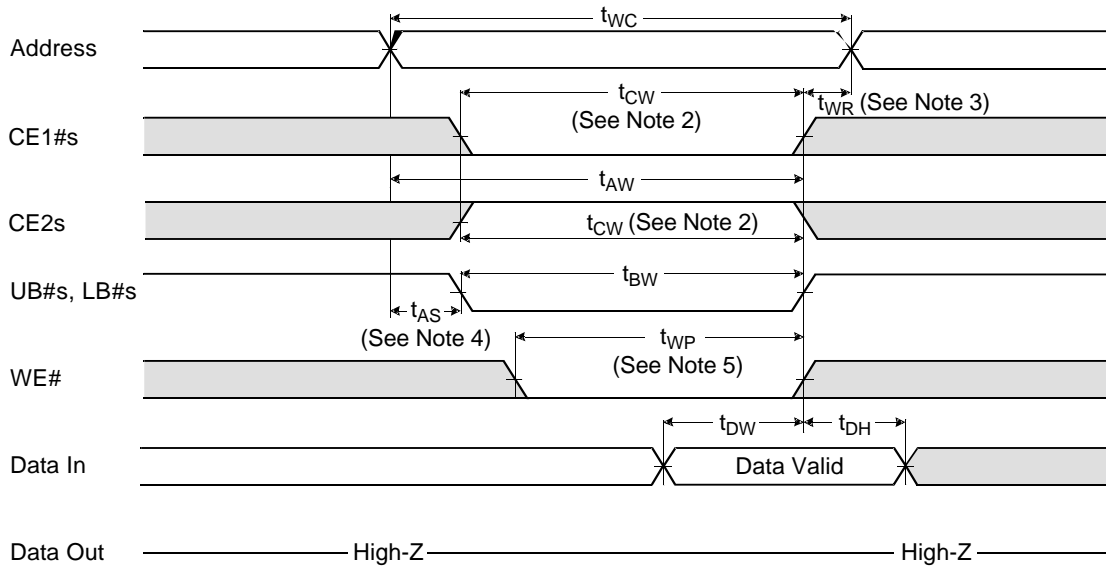 tWC
Address
tCW
(See Note 2)
tWR (See Note 3)
CE1#s
tAW
CE2s
tCW (See Note 2)
tBW
UB#s, LB#s
tAS
(See Note 4)
tWP
(See Note 5)
WE#
tDW
tDH
Data In
Data Valid
Data Out
High-Z
High-Z